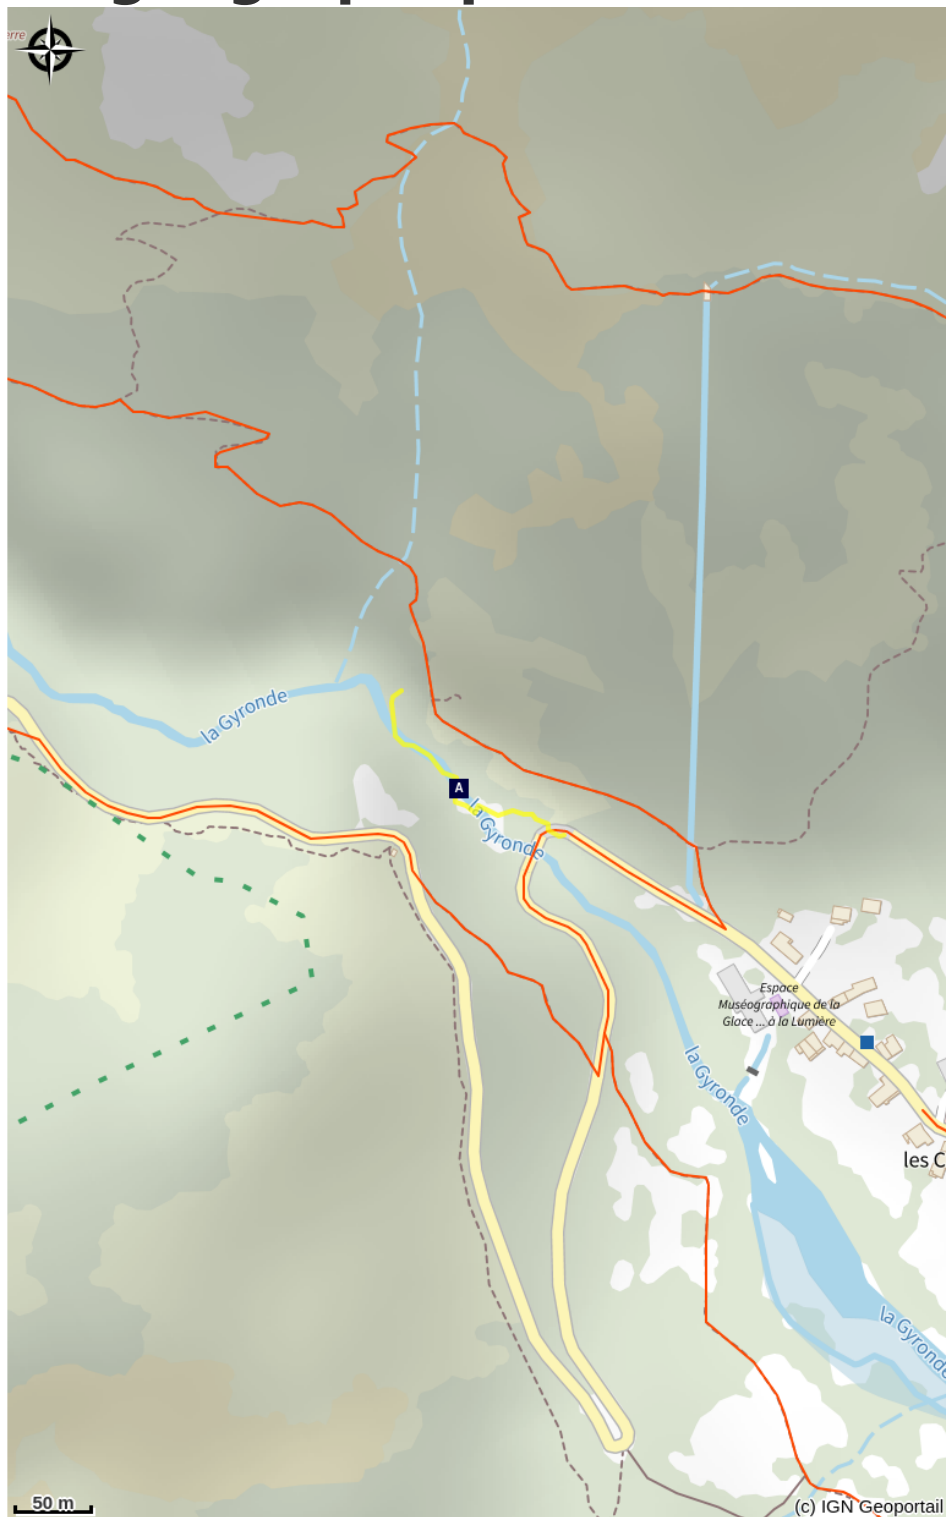 erre
la Gyronde
A
la Gyronde
Espace
Muséographique de la
Glace ... à la Lumière
la Gyronde
les C
la Gyronde
50 m
(c) IGN Geoportail